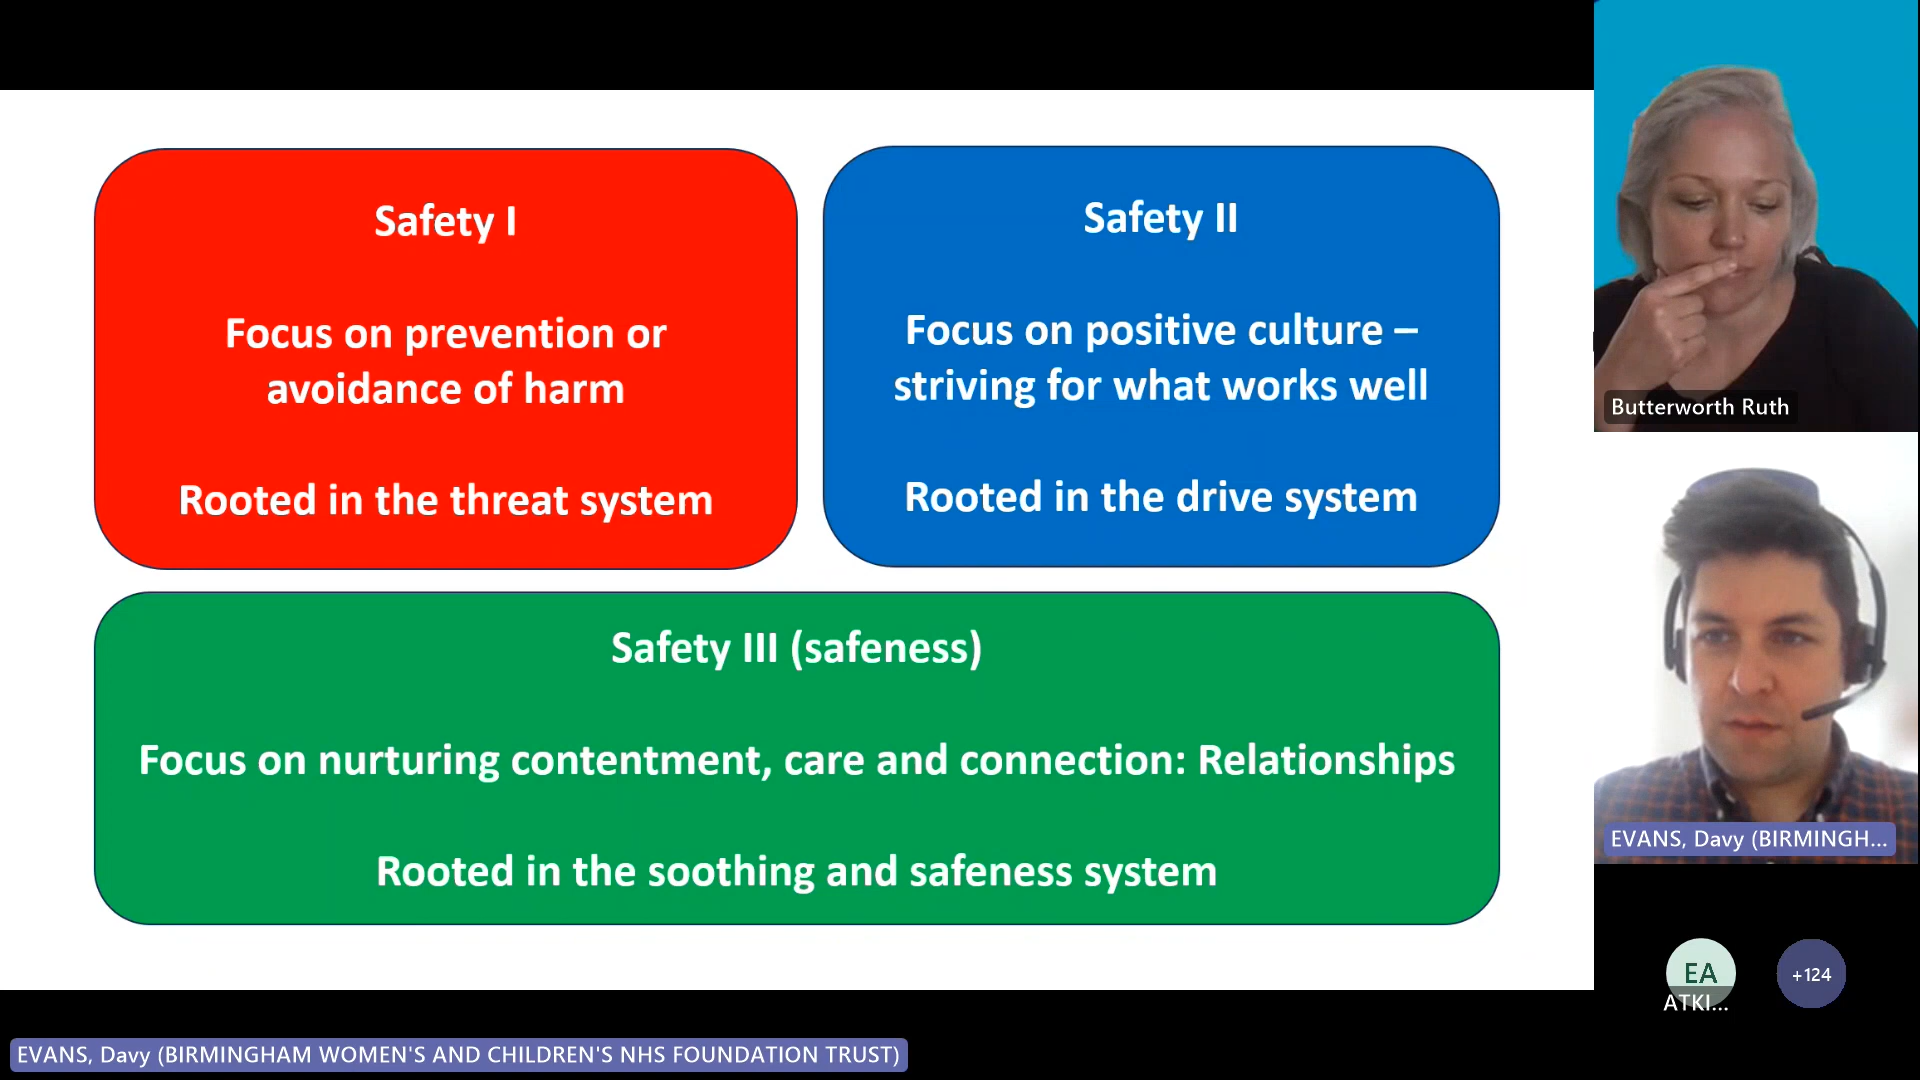 Safety I
Focus on prevention or
avoidance of harm
Rooted in the threat system
Safety II
Focus on positive culture –
striving for what works well
Rooted in the drive system
Safety III (safeness)
Focus on nurturing contentment, care and connection: Relationships
Rooted in the soothing and safeness system
Butterworth Ruth
EVANS, Davy (BIRMINGH...
EA
ATKI...
+124
EVANS, Davy (BIRMINGHAM WOMEN'S AND CHILDREN'S NHS FOUNDATION TRUST)